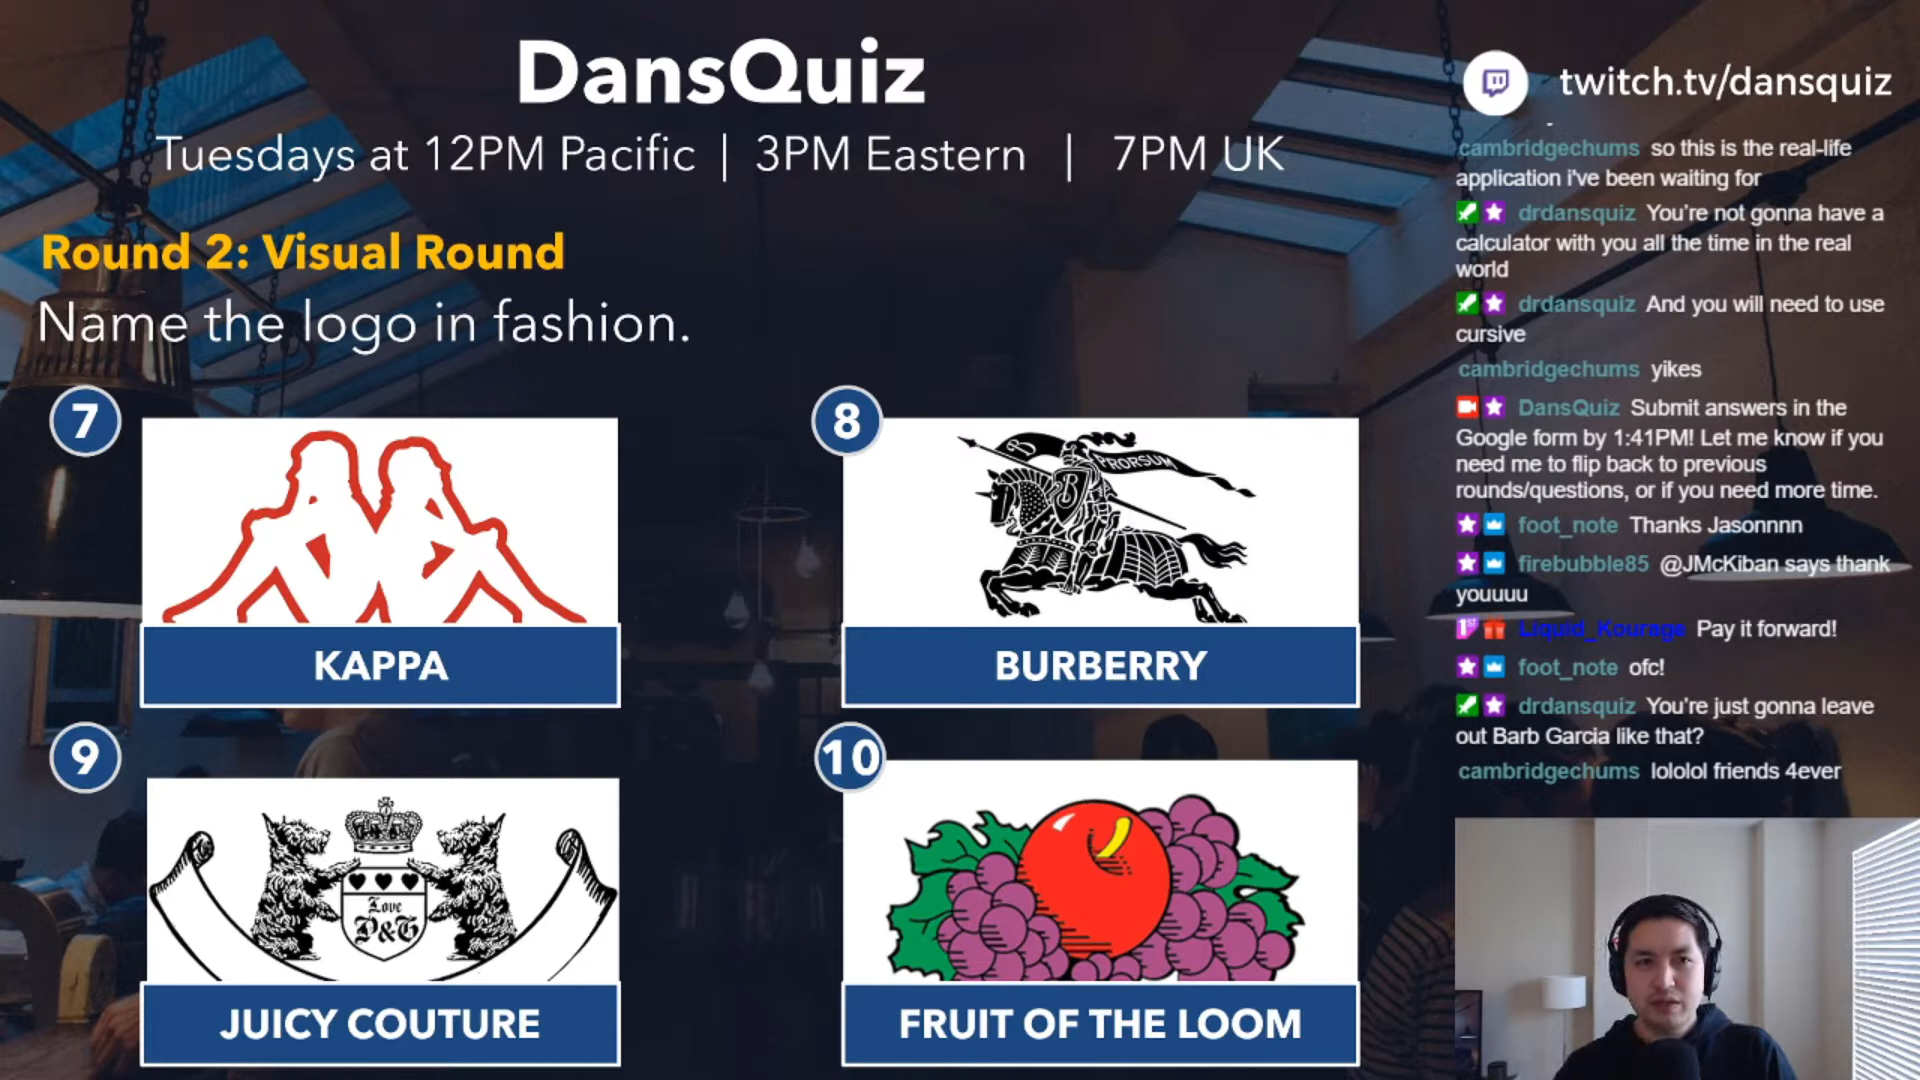 DansQuiz
Tuesdays at 12PM Pacific | 3PM Eastern | 7PM UK
Round 2: Visual Round
Name the logo in fashion.
7
KAPPA
8
B
PRORSUM
B
BURBERRY
9
Love
P&G
JUICY COUTURE
10
FRUIT OF THE LOOM
twitch.tv/dansquiz
cambridgechums so this is the real-life
application i've been waiting for
drdansquiz You're not gonna have a
calculator with you all the time in the real
world
drdansquiz And you will need to use
cursive
cambridgechums yikes
DansQuiz Submit answers in the
Google form by 1:41PM! Let me know if you
need me to flip back to previous
rounds/questions, or if you need more time.
foot_note Thanks Jasonnnn
firebubble85 @JMcKiban says thank
youuuu
1st Liquid_Kourage Pay it forward!
foot_note ofc!
drdansquiz You're just gonna leave
out Barb Garcia like that?
cambridgechums lololol friends 4ever